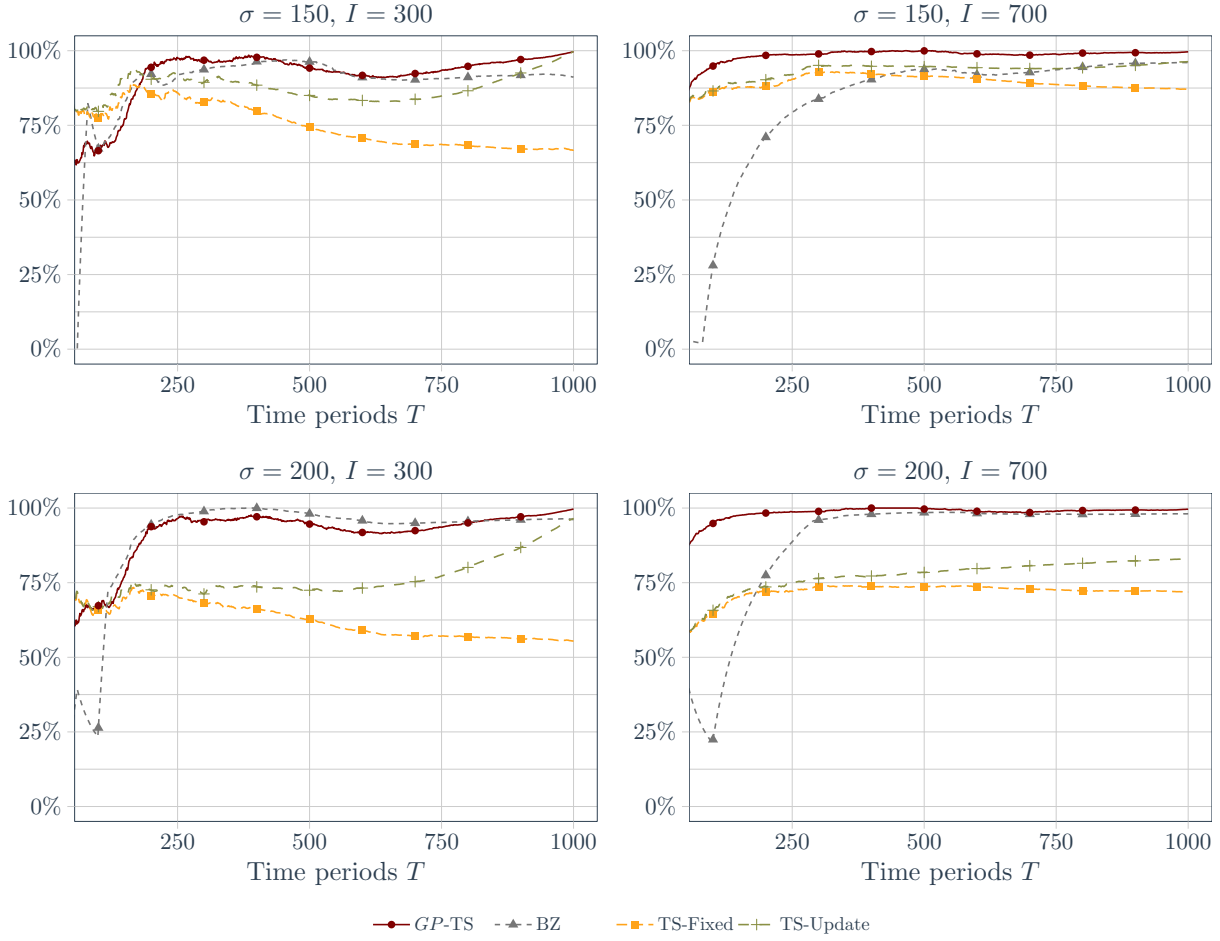 σ = 150, I = 300
100%
75%
50%
25%
0%
250 500 750 1000
Time periods T
σ = 150, I = 700
100%
75%
50%
25%
0%
250 500 750 1000
Time periods T
σ = 200, I = 300
100%
75%
50%
25%
0%
250 500 750 1000
Time periods T
σ = 200, I = 700
100%
75%
50%
25%
0%
250 500 750 1000
Time periods T
GP-TS BZ TS-Fixed TS-Update